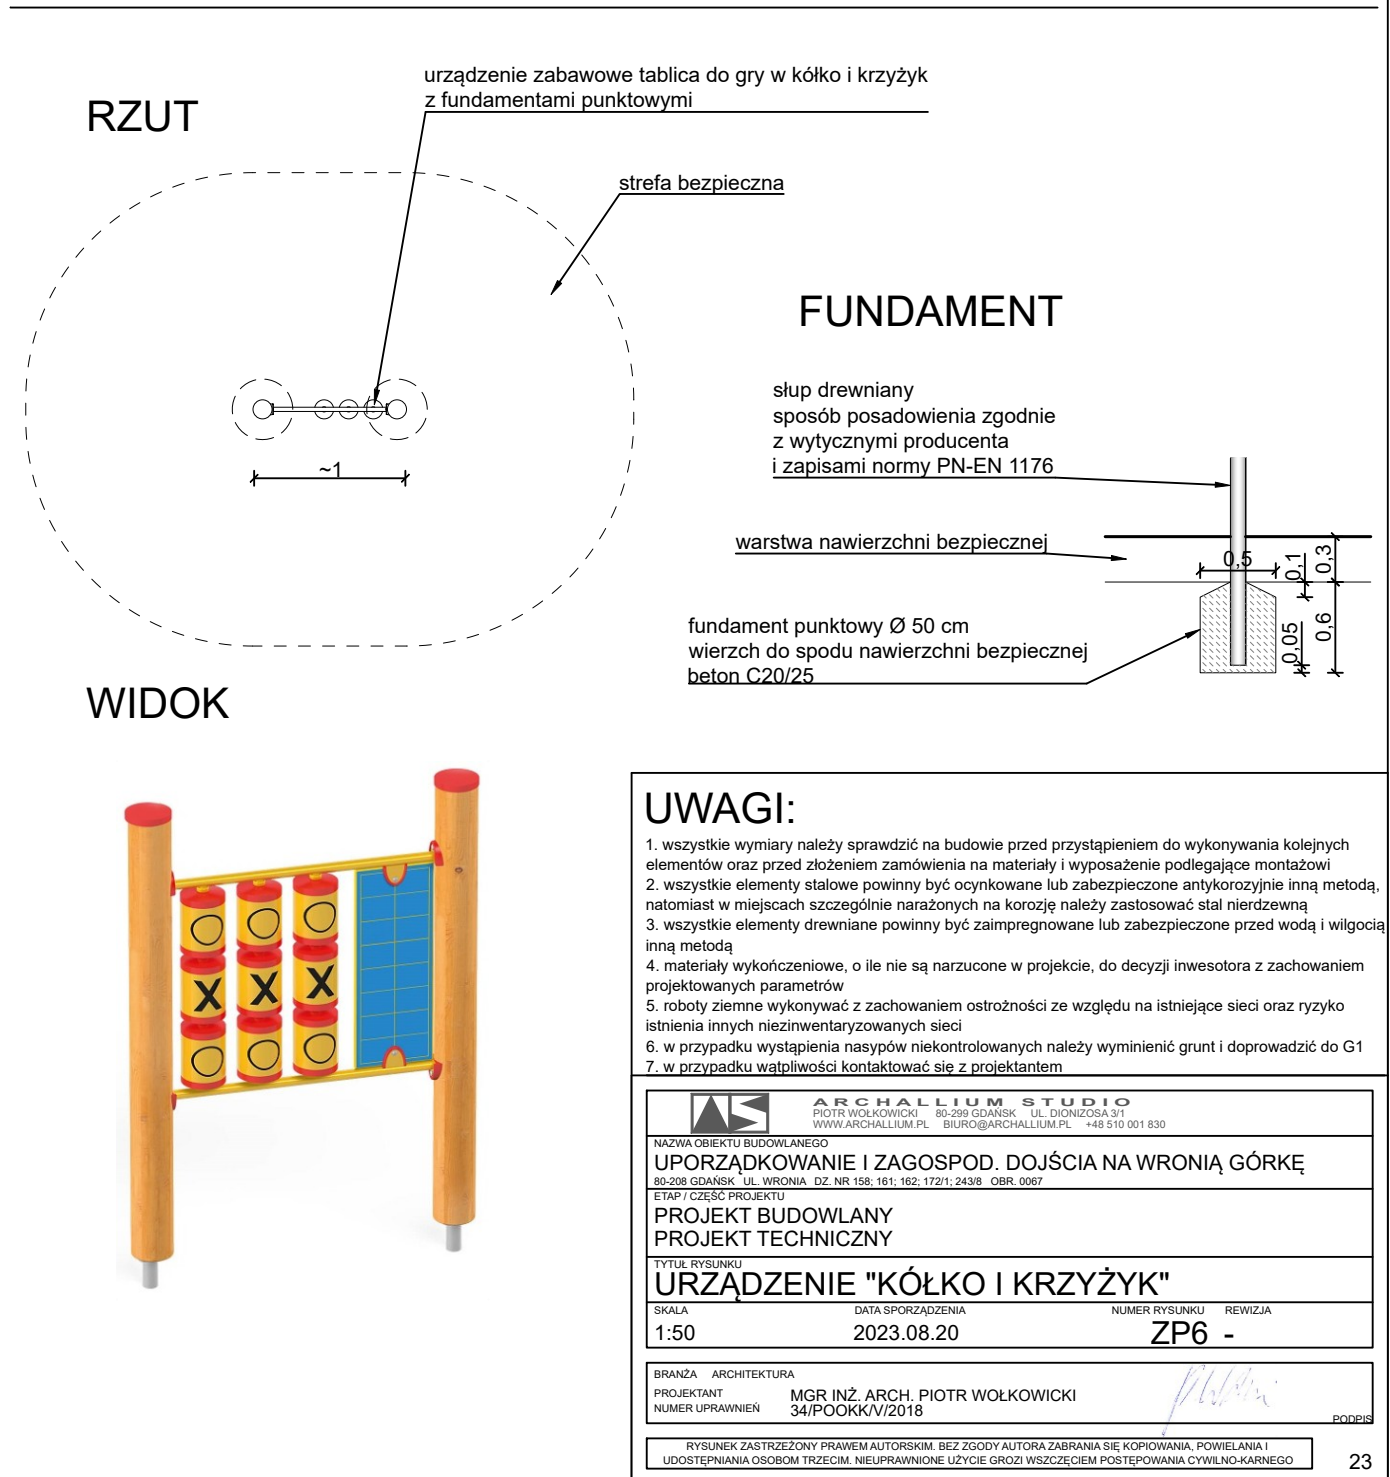 RZUT
urządzenie zabawowe tablica do gry w kółko i krzyżyk
z fundamentami punktowymi
strefa bezpieczna
~1
FUNDAMENT
słup drewniany
sposób posadowienia zgodnie
z wytycznymi producenta
i zapisami normy PN-EN 1176
warstwa nawierzchni bezpiecznej
0,5
0,1
0,3
fundament punktowy Ø 50 cm
wierzch do spodu nawierzchni bezpiecznej
beton C20/25
0,05
0,6
WIDOK
O O O
X X X
O O O
UWAGI:
1. wszystkie wymiary należy sprawdzić na budowie przed przystąpieniem do wykonywania kolejnych
elementów oraz przed złożeniem zamówienia na materiały i wyposażenie podlegające montażowi
2. wszystkie elementy stalowe powinny być ocynkowane lub zabezpieczone antykorozyjnie inną metodą,
natomiast w miejscach szczególnie narażonych na korozję należy zastosować stal nierdzewną
3. wszystkie elementy drewniane powinny być zaimpregnowane lub zabezpieczone przed wodą i wilgocią
inną metodą
4. materiały wykończeniowe, o ile nie są narzucone w projekcie, do decyzji inwesotora z zachowaniem
projektowanych parametrów
5. roboty ziemne wykonywać z zachowaniem ostrożności ze względu na istniejące sieci oraz ryzyko
istnienia innych niezinwentaryzowanych sieci
6. w przypadku wystąpienia nasypów niekontrolowanych należy wyminienić grunt i doprowadzić do G1
7. w przypadku wątpliwości kontaktować się z projektantem
ARCHALLIUM STUDIO
PIOTR WOŁKOWICKI 80-299 GDAŃSK UL. DIONIZOSA 3/1
WWW.ARCHALLIUM.PL BIURO@ARCHALLIUM.PL +48 510 001 830
NAZWA OBIEKTU BUDOWLANEGO
UPORZĄDKOWANIE I ZAGOSPOD. DOJŚCIA NA WRONIĄ GÓRKĘ
80-208 GDAŃSK UL. WRONIA DZ. NR 158; 161; 162; 172/1; 243/8 OBR. 0067
ETAP / CZĘŚĆ PROJEKTU
PROJEKT BUDOWLANY
PROJEKT TECHNICZNY
TYTUŁ RYSUNKU
URZĄDZENIE "KÓŁKO I KRZYŻYK"
SKALA DATA SPORZĄDZENIA NUMER RYSUNKU REWIZJA
1:50 2023.08.20 ZP6 -
BRANŻA ARCHITEKTURA
PROJEKTANT MGR INŻ. ARCH. PIOTR WOŁKOWICKI
NUMER UPRAWNIEŃ 34/POOKK/V/2018
PODPIS
RYSUNEK ZASTRZEŻONY PRAWEM AUTORSKIM. BEZ ZGODY AUTORA ZABRANIA SIĘ KOPIOWANIA, POWIELANIA I
UDOSTĘPNIANIA OSOBOM TRZECIM. NIEUPRAWNIONE UŻYCIE GROZI WSZCZĘCIEM POSTĘPOWANIA CYWILNO-KARNEGO
23